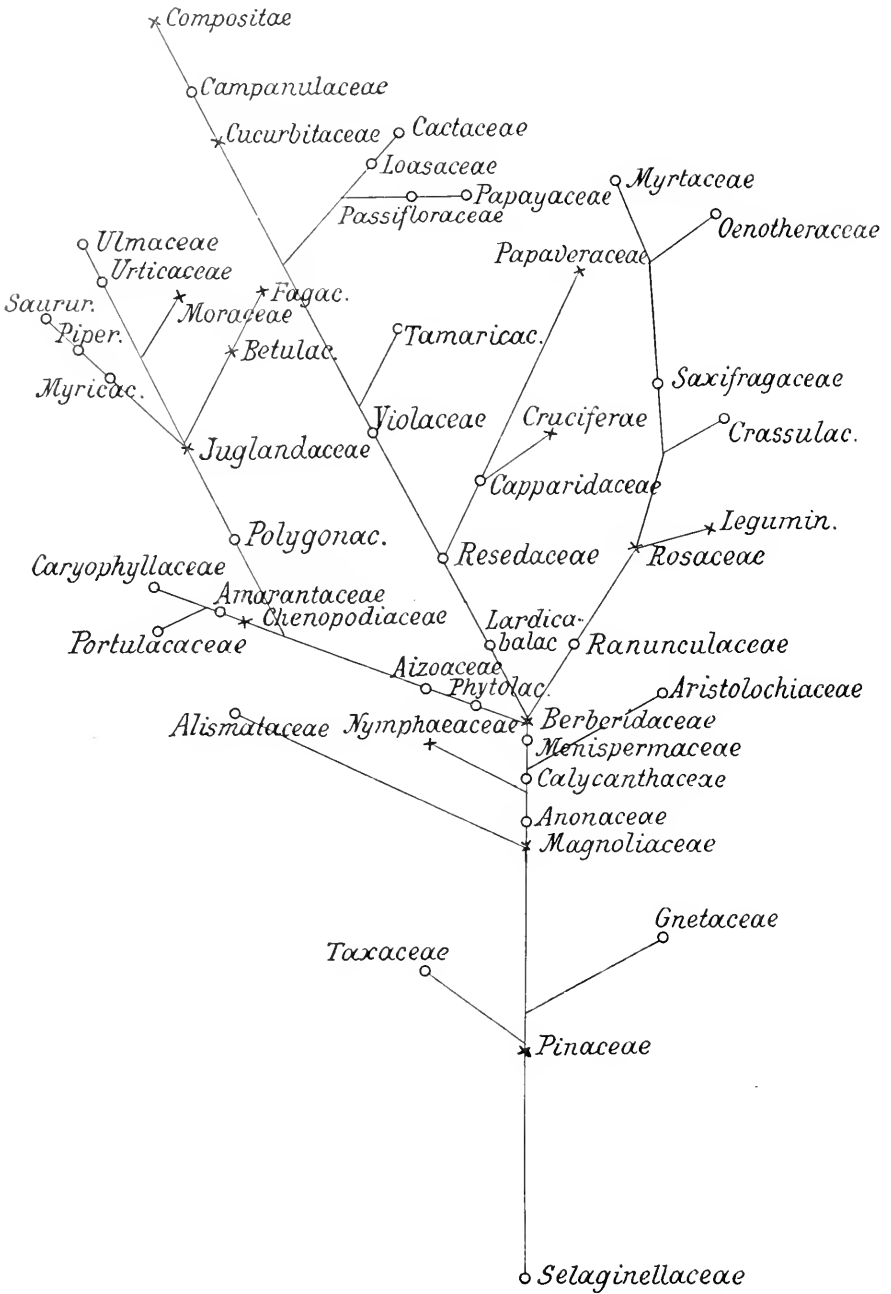 Compositae
Campanulaceae
Cucurbitaceae
Cactaceae
Loasaceae
Papayaceae
Passifloraceae
Myrtaceae
Oenotheraceae
Ulmaceae
Urticaceae
Papaveraceae
Saurur.
Moraceae
Fagac.
Piper.
Betulac.
Tamaricac.
Myricac.
Saxifragaceae
Violaceae
Cruciferae
Crassulac.
Juglandaceae
Capparidaceae
Legumin.
Polygonac.
Resedaceae
Rosaceae
Caryophyllaceae
Amarantaceae
Chenopodiaceae
Portulacaceae
Lardica-
balac
Ranunculaceae
Aizoaceae
Phytolac.
Aristolochiaceae
Alismataceae
Nymphaeaceae
Berberidaceae
Menispermaceae
Calycanthaceae
Anonaceae
Magnoliaceae
Gnetaceae
Taxaceae
Pinaceae
Selaginellaceae